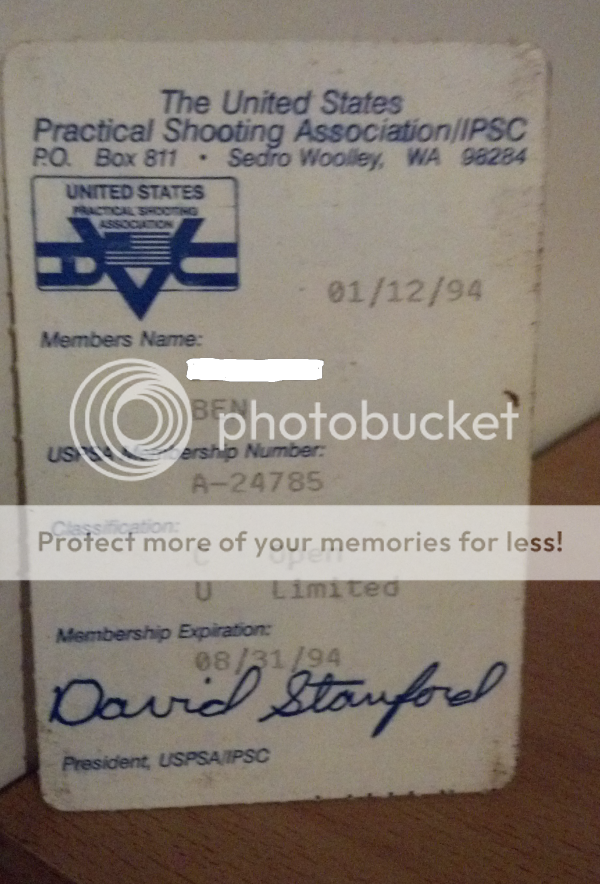 The United States
Practical Shooting Association/IPSC
P.O. Box 811 • Sedro Woolley, WA 98284
UNITED STATES
PRACTICAL SHOOTING
ASSOCIATION
DVC
01/12/94
Members Name:
BEN
photobucket
USPSA Membership Number:
A-24785
Classification:
Protect more of your memories for less!
C Open
U Limited
Membership Expiration:
08/31/94
David Stanford
President, USPSA/IPSC